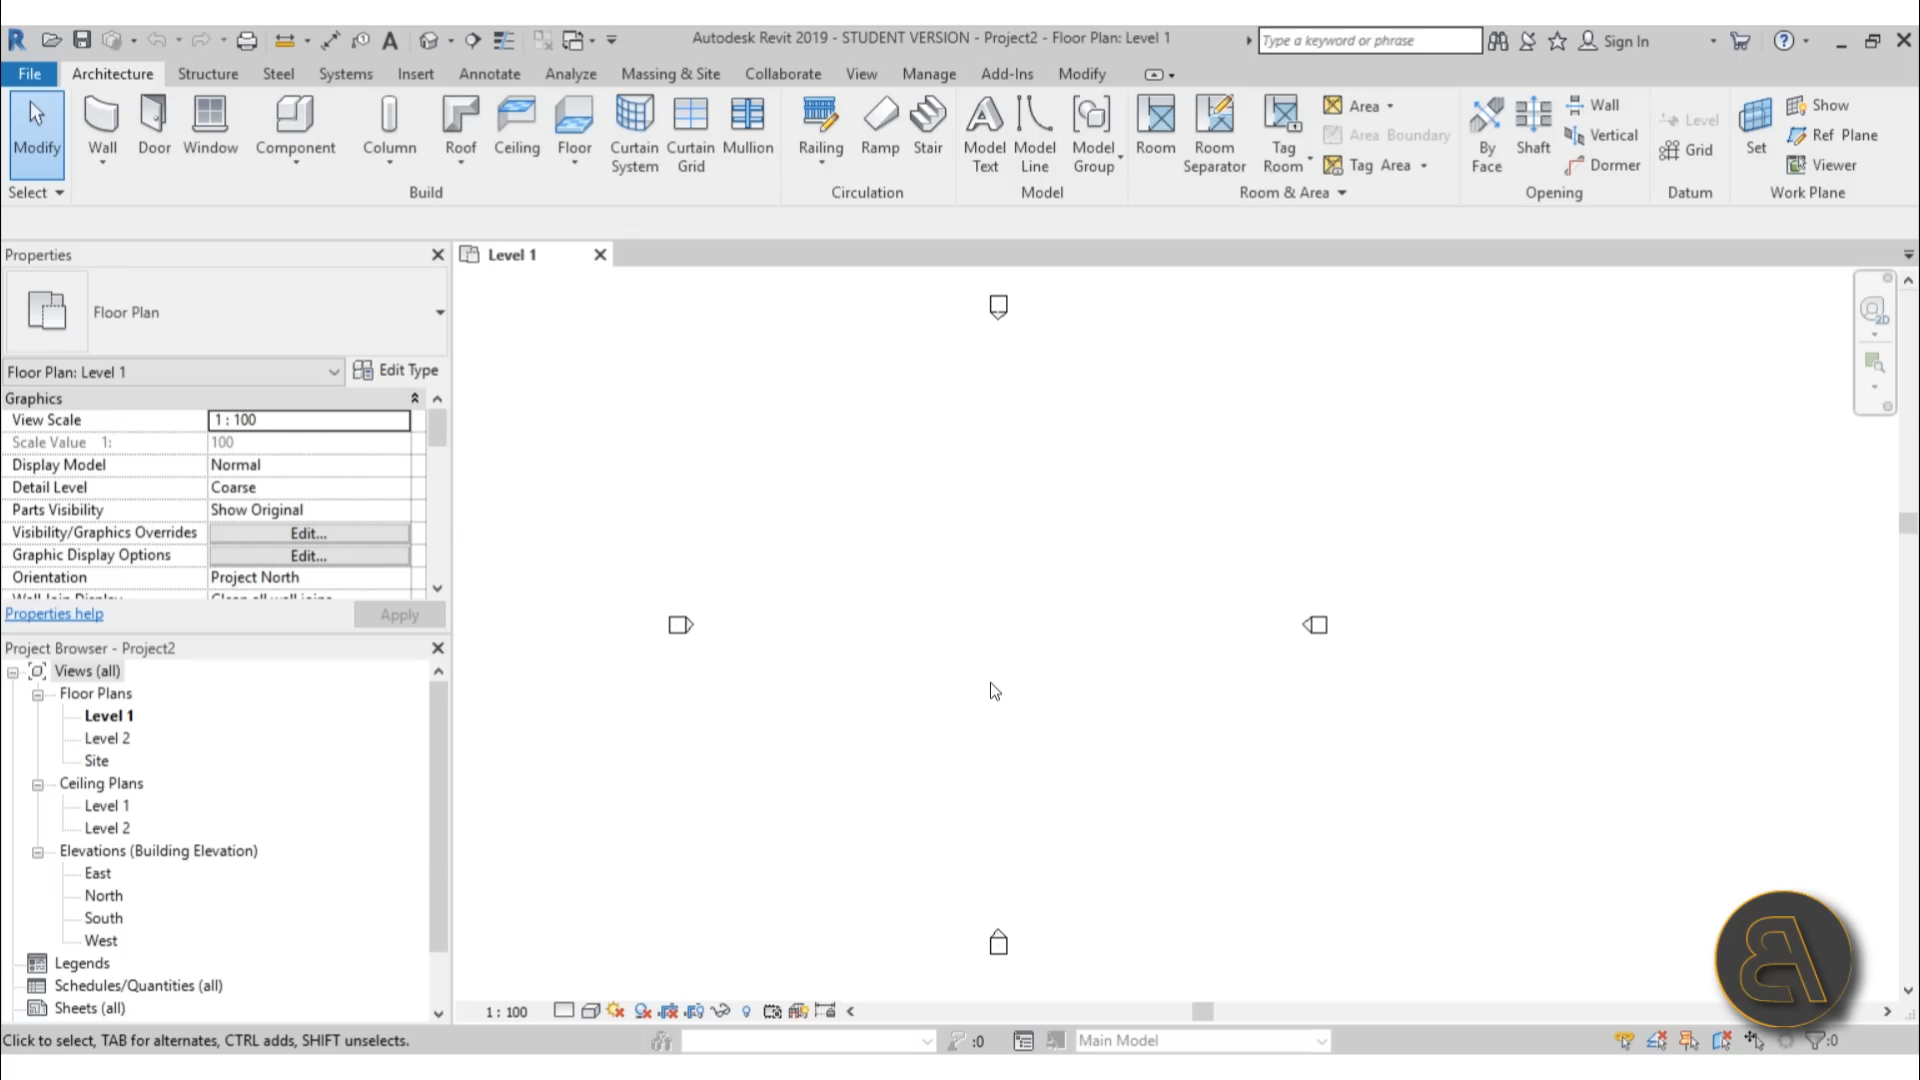 Autodesk Revit 2019 - STUDENT VERSION - Project2 - Floor Plan: Level 1
Type a keyword or phrase
Sign In
File Architecture Structure Steel Systems Insert Annotate Analyze Massing & Site Collaborate View Manage Add-Ins Modify
Modify
Wall
Door
Window
Component
Column
Roof
Ceiling
Floor
Curtain System
Curtain Grid
Mullion
Railing
Ramp
Stair
Model Text
Model Line
Model Group
Room
Room Separator
Tag Room
Area
Area Boundary
Tag Area
By Face
Shaft
Wall
Vertical
Dormer
Level
Grid
Set
Show
Ref Plane
Viewer
Select
Build
Circulation
Model
Room & Area
Opening
Datum
Work Plane
Properties
Level 1
Floor Plan
Floor Plan: Level 1
Edit Type
Graphics
View Scale 1 : 100
Scale Value 1: 100
Display Model Normal
Detail Level Coarse
Parts Visibility Show Original
Visibility/Graphics Overrides Edit...
Graphic Display Options Edit...
Orientation Project North
Properties help
Apply
Project Browser - Project2
Views (all)
Floor Plans
Level 1
Level 2
Site
Ceiling Plans
Level 1
Level 2
Elevations (Building Elevation)
East
North
South
West
Legends
Schedules/Quantities (all)
Sheets (all)
2D
1 : 100
Click to select, TAB for alternates, CTRL adds, SHIFT unselects.
:0
Main Model
:0